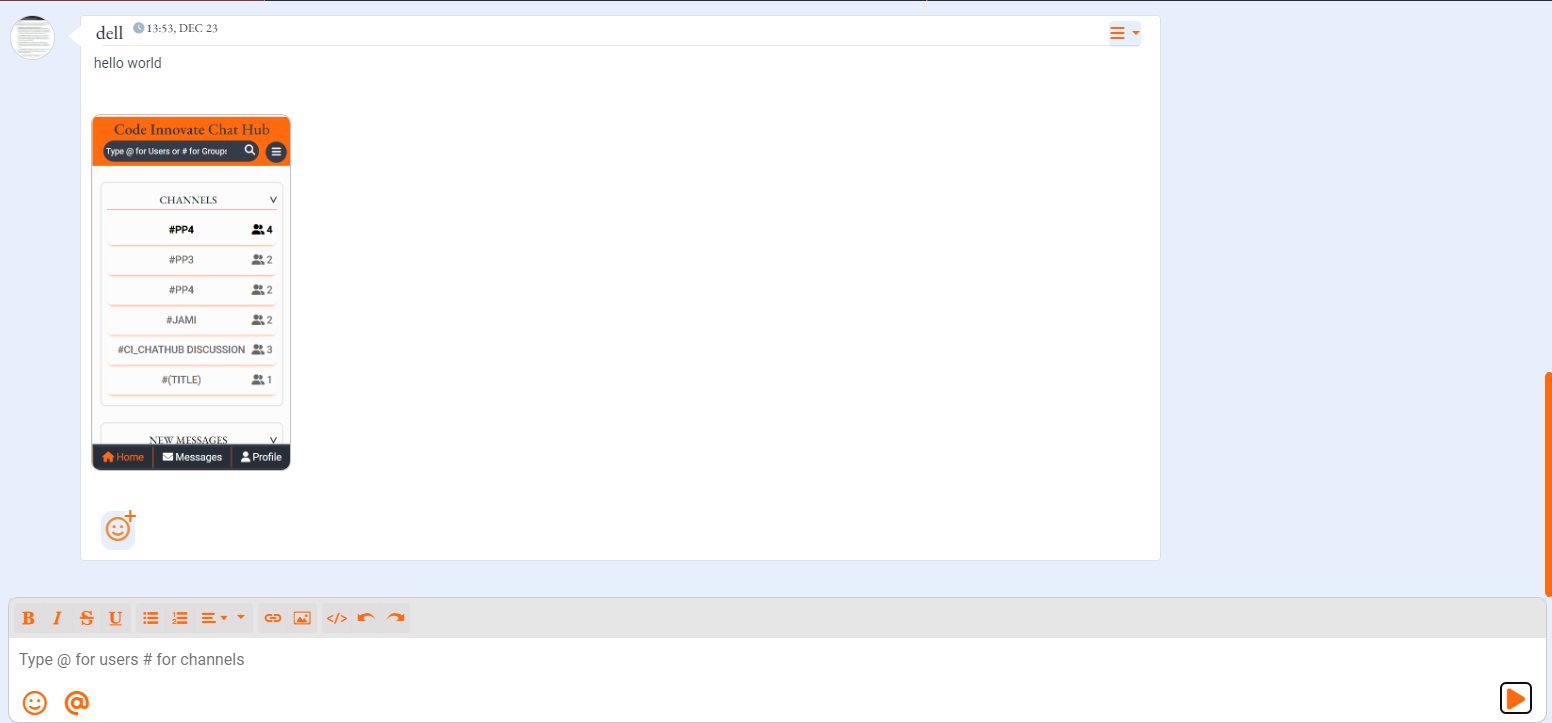 dell 13:53, DEC 23
hello world
Code Innovate Chat Hub
Type @ for Users or # for Groups
CHANNELS V
#PP4 4
#PP3 2
#PP4 2
#JAMI 2
#CI_CHATHUB DISCUSSION 3
#(TITLE) 1
NEW MESSAGES V
Home Messages Profile
B I S U </>
Type @ for users # for channels
@